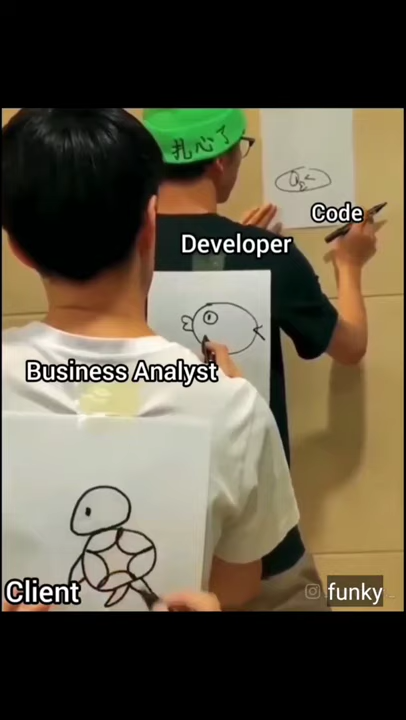 扎心了
Code
Developer
Business Analyst
Client
funky